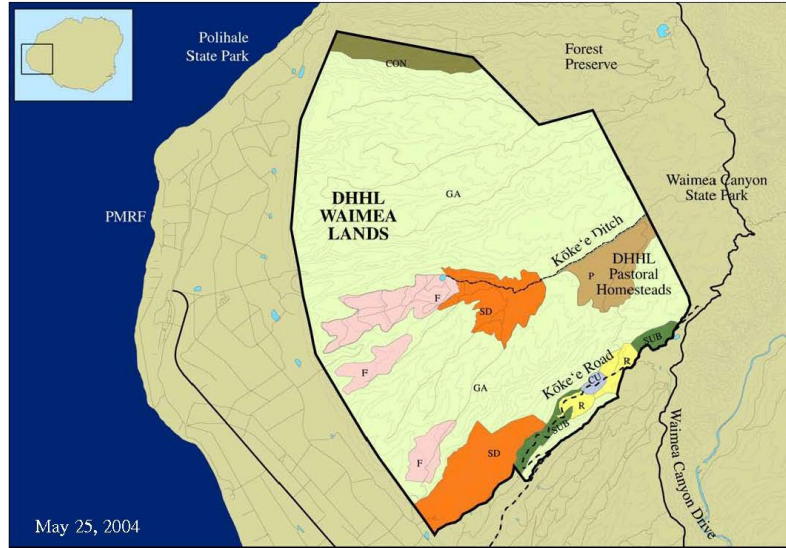 Polihale
State Park
Forest
Preserve
CON
Waimea Canyon
State Park
GA
DHHL
WAIMEA
LANDS
PMRF
Kōke‘e Ditch
DHHL
Pastoral
Homesteads
P
F
SD
SUB
F
Kōke‘e Road
R
CU
GA
R
SUB
SD
F
Waimea Canyon Drive
May 25, 2004